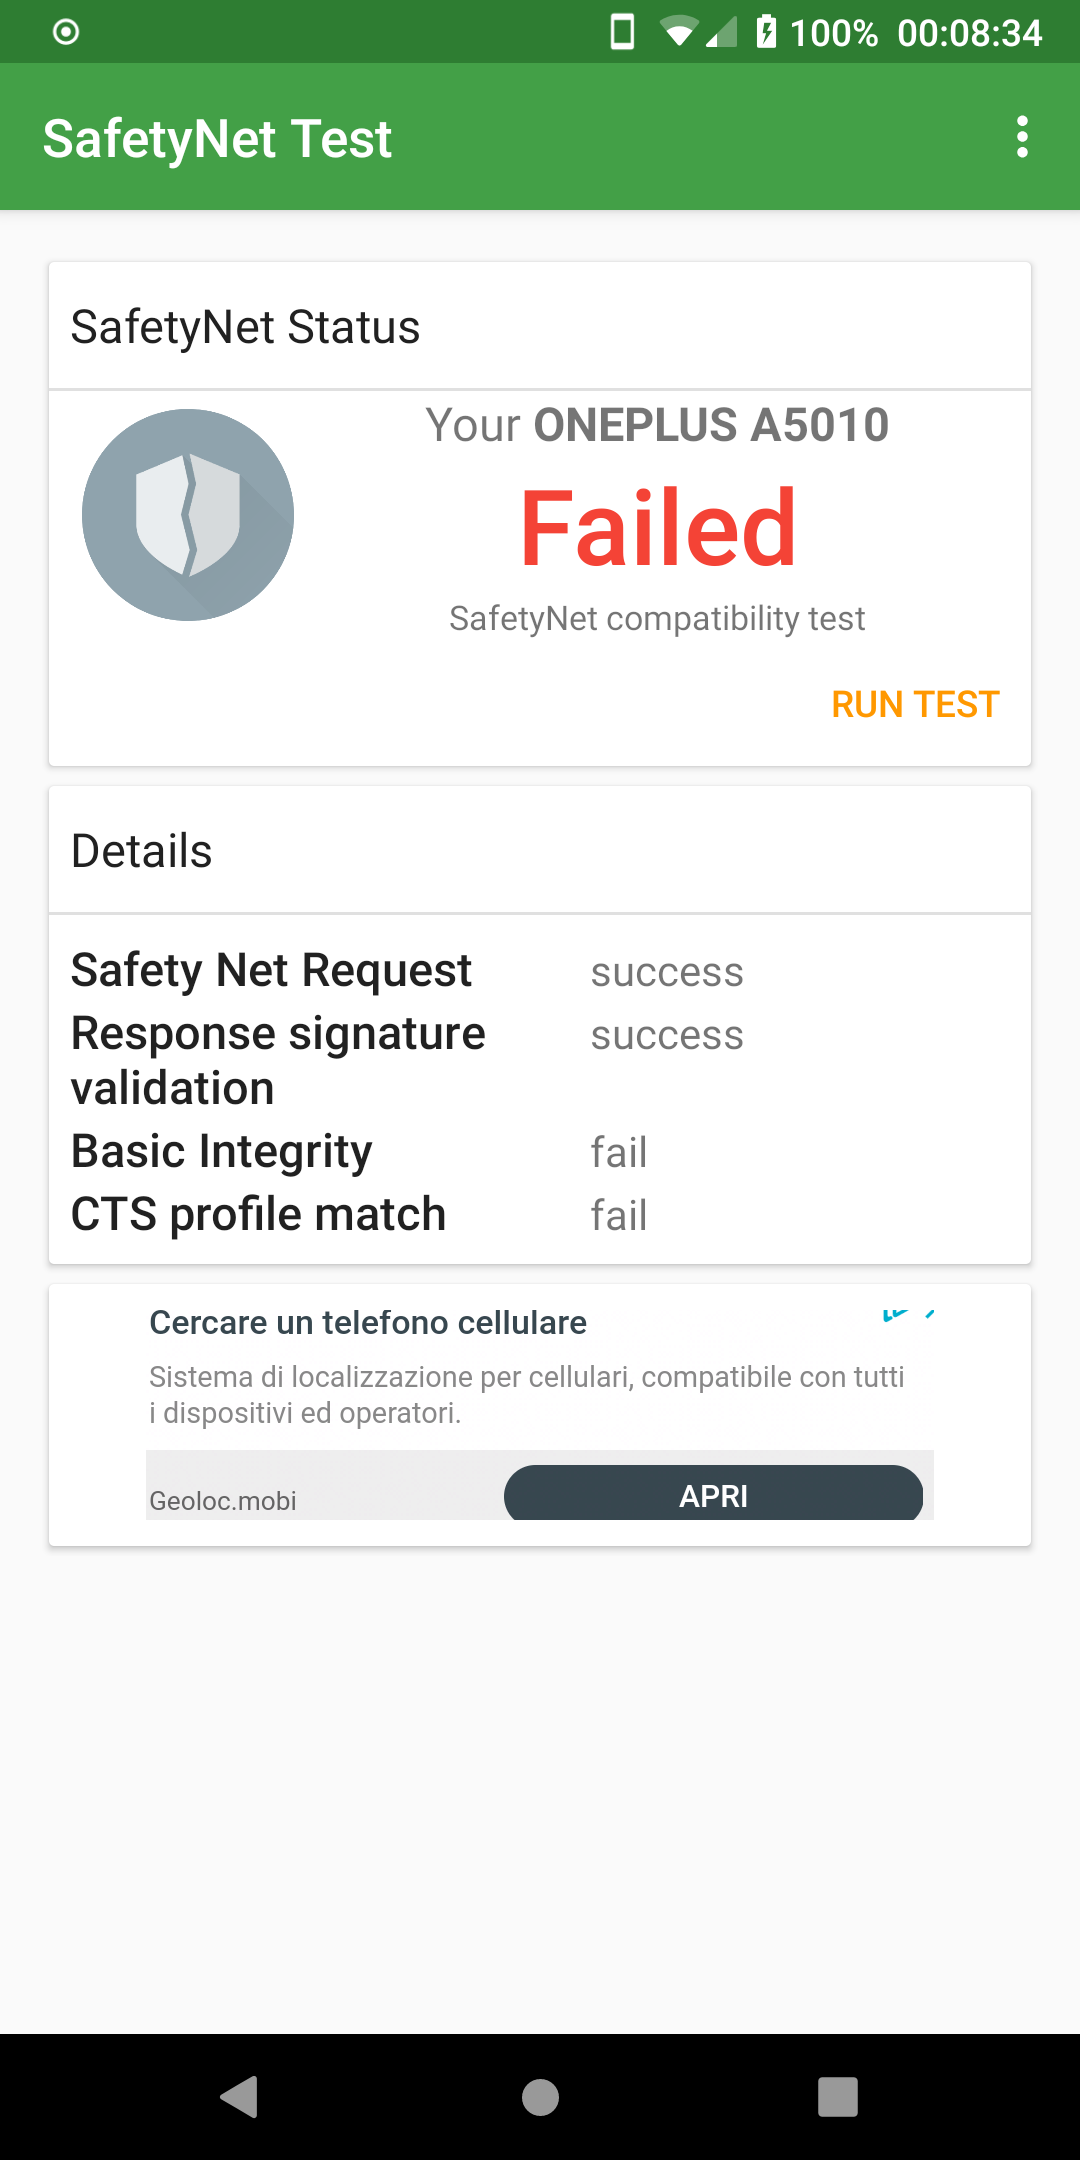 100% 00:08:34
SafetyNet Test
SafetyNet Status
Your ONEPLUS A5010
Failed
SafetyNet compatibility test
RUN TEST
Details
Safety Net Request success
Response signature success
validation
Basic Integrity fail
CTS profile match fail
Cercare un telefono cellulare
Sistema di localizzazione per cellulari, compatibile con tutti
i dispositivi ed operatori.
Geoloc.mobi APRI